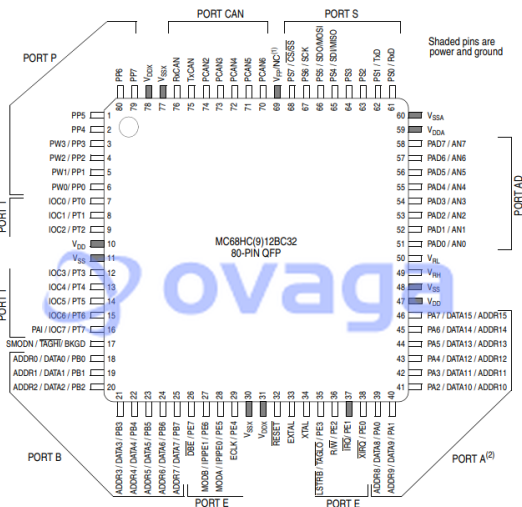 PORT CAN
PORT S
PORT P
Shaded pins are
power and ground
PP6
PP7
VDDX
VSSX
RxCAN
TxCAN
PCAN2
PCAN3
PCAN4
PCAN5
PCAN6
VFP/NC(1)
PS7 / CS/SS
PS6 / SCK
PS5 / SDO/MOSI
PS4 / SDI/MISO
PS3
PS2
PS1 / TxD
PS0 / RxD
80
79
78
77
76
75
74
73
72
71
70
69
68
67
66
65
64
63
62
61
PP5 1
PP4 2
PW3 / PP3 3
PW2 / PP2 4
PW1 / PP1 5
PW0 / PP0 6
IOC0 / PT0 7
IOC1 / PT1 8
IOC2 / PT2 9
VDD 10
VSS 11
IOC3 / PT3 12
IOC4 / PT4 13
IOC5 / PT5 14
IOC6 / PT6 15
PAI / IOC7 / PT7 16
SMODN / TAGHI / BKGD 17
ADDR0 / DATA0 / PB0 18
ADDR1 / DATA1 / PB1 19
ADDR2 / DATA2 / PB2 20
PORT T
PORT T
MC68HC(9)12BC32
80-PIN QFP
ovaga
60 VSSA
59 VDDA
58 PAD7 / AN7
57 PAD6 / AN6
56 PAD5 / AN5
55 PAD4 / AN4
54 PAD3 / AN3
53 PAD2 / AN2
52 PAD1 / AN1
51 PAD0 / AN0
50 VRL
49 VRH
48 VSS
47 VDD
46 PA7 / DATA15 / ADDR15
45 PA6 / DATA14 / ADDR14
44 PA5 / DATA13 / ADDR13
43 PA4 / DATA12 / ADDR12
42 PA3 / DATA11 / ADDR11
41 PA2 / DATA10 / ADDR10
PORT AD
21
22
23
24
25
26
27
28
29
30
31
32
33
34
35
36
37
38
39
40
ADDR3 / DATA3 / PB3
ADDR4 / DATA4 / PB4
ADDR5 / DATA5 / PB5
ADDR6 / DATA6 / PB6
ADDR7 / DATA7 / PB7
DBE / PE7
MODB / IPIPE1 / PE6
MODA / IPIPE0 / PE5
ECLK / PE4
VSSX
VDDX
RESET
EXTAL
XTAL
LSTRB / TAGLO / PE3
R/W / PE2
IRQ / PE1
XIRQ / PE0
ADDR8 / DATA8 / PA0
ADDR9 / DATA9 / PA1
PORT B
PORT E
PORT E
PORT A(2)